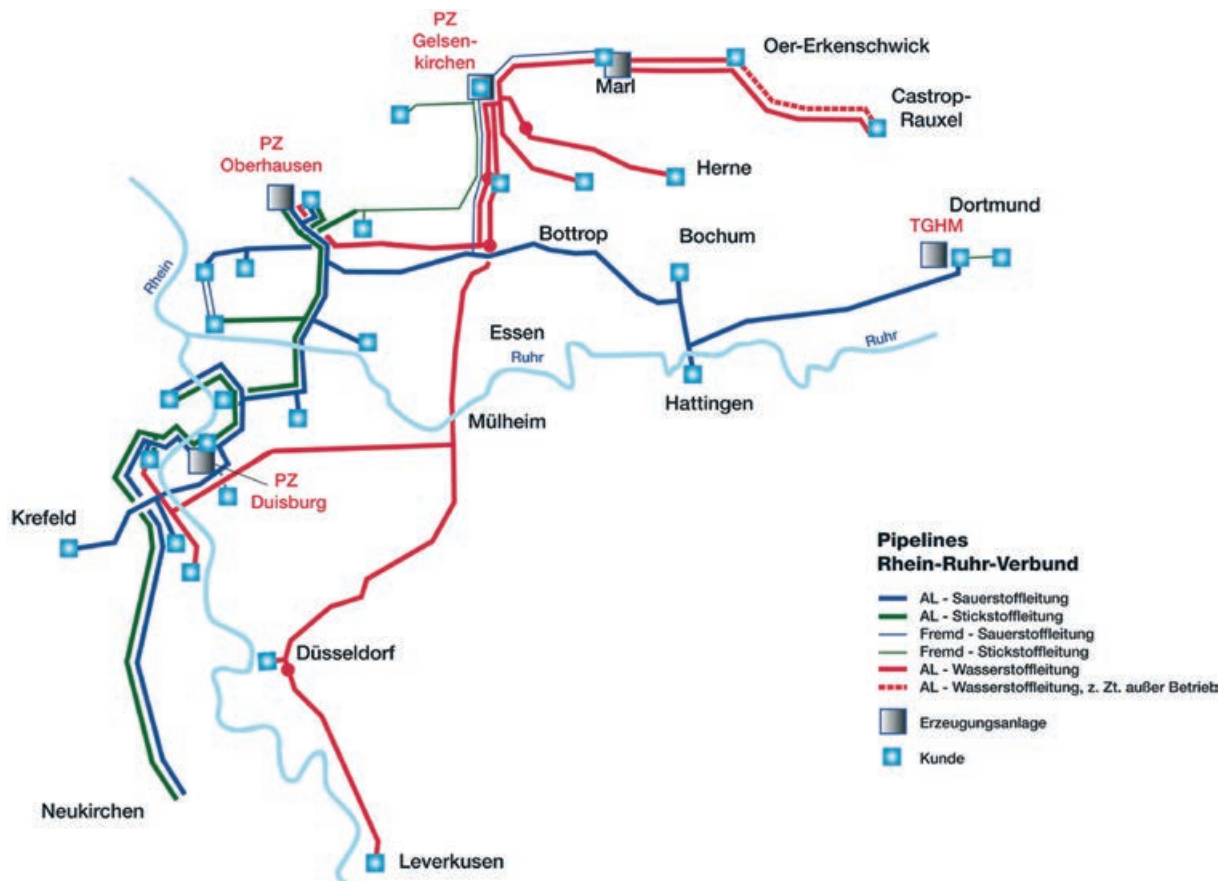 PZ
Gelsen-
kirchen
Oer-Erkenschwick
Marl
Castrop-
Rauxel
PZ
Oberhausen
Herne
Dortmund
TGHM
Bottrop
Bochum
Rhein
Essen
Ruhr
Ruhr
Hattingen
Mülheim
PZ
Duisburg
Krefeld
Düsseldorf
Neukirchen
Leverkusen
Pipelines
Rhein-Ruhr-Verbund
AL - Sauerstoffleitung
AL - Stickstoffleitung
Fremd - Sauerstoffleitung
Fremd - Stickstoffleitung
AL - Wasserstoffleitung
AL - Wasserstoffleitung, z. Zt. außer Betrieb
Erzeugungsanlage
Kunde